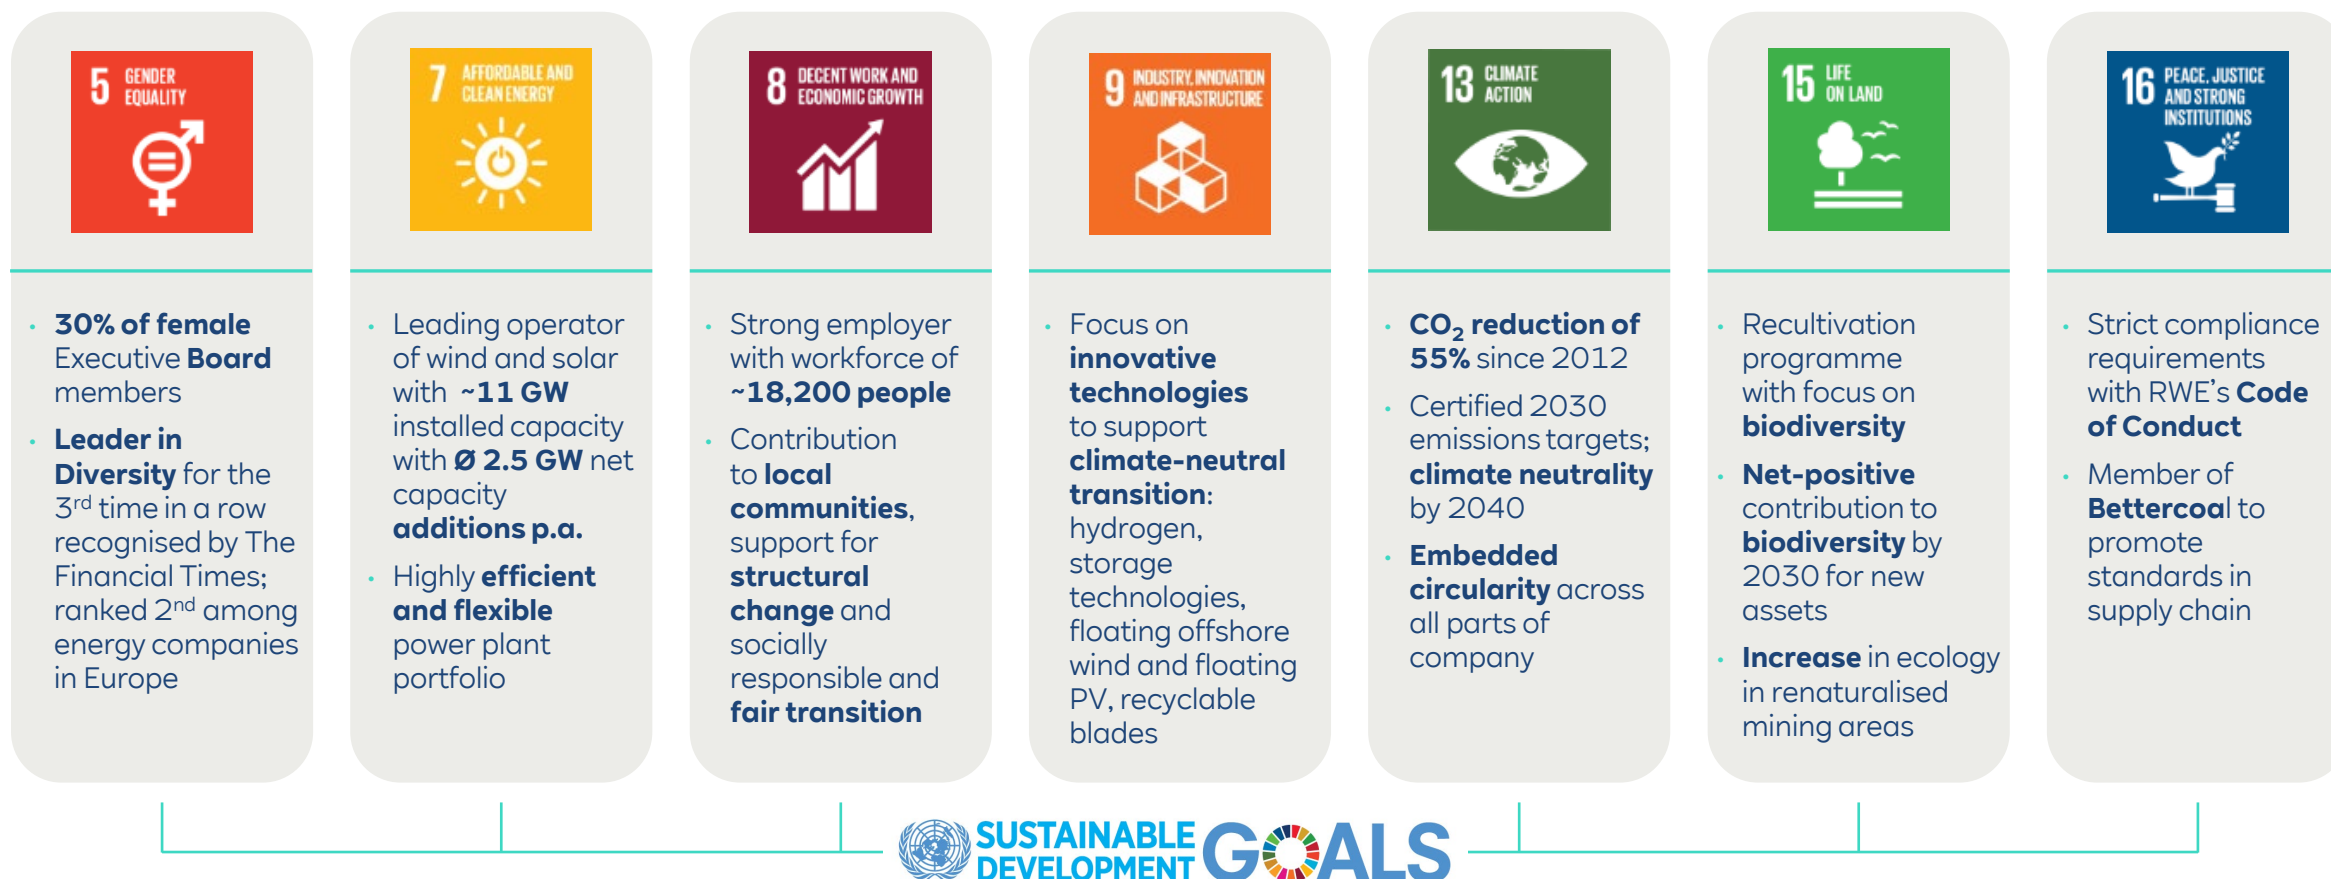 5 GENDER
EQUALITY
• 30% of female
Executive Board
members
• Leader in
Diversity for the
3rd time in a row
recognised by The
Financial Times;
ranked 2nd among
energy companies
in Europe
7 AFFORDABLE AND
CLEAN ENERGY
• Leading operator
of wind and solar
with ~11 GW
installed capacity
with Ø 2.5 GW net
capacity
additions p.a.
• Highly efficient
and flexible
power plant
portfolio
8 DECENT WORK AND
ECONOMIC GROWTH
• Strong employer
with workforce of
~18,200 people
• Contribution
to local
communities,
support for
structural
change and
socially
responsible and
fair transition
9 INDUSTRY, INNOVATION
AND INFRASTRUCTURE
• Focus on
innovative
technologies
to support
climate-neutral
transition:
hydrogen,
storage
technologies,
floating offshore
wind and floating
PV, recyclable
blades
13 CLIMATE
ACTION
• CO2 reduction of
55% since 2012
• Certified 2030
emissions targets;
climate neutrality
by 2040
• Embedded
circularity across
all parts of
company
15 LIFE
ON LAND
• Recultivation
programme
with focus on
biodiversity
• Net-positive
contribution to
biodiversity by
2030 for new
assets
• Increase in ecology
in renaturalised
mining areas
16 PEACE, JUSTICE
AND STRONG
INSTITUTIONS
• Strict compliance
requirements
with RWE's Code
of Conduct
• Member of
Bettercoal to
promote
standards in
supply chain
SUSTAINABLE
DEVELOPMENT
GOALS